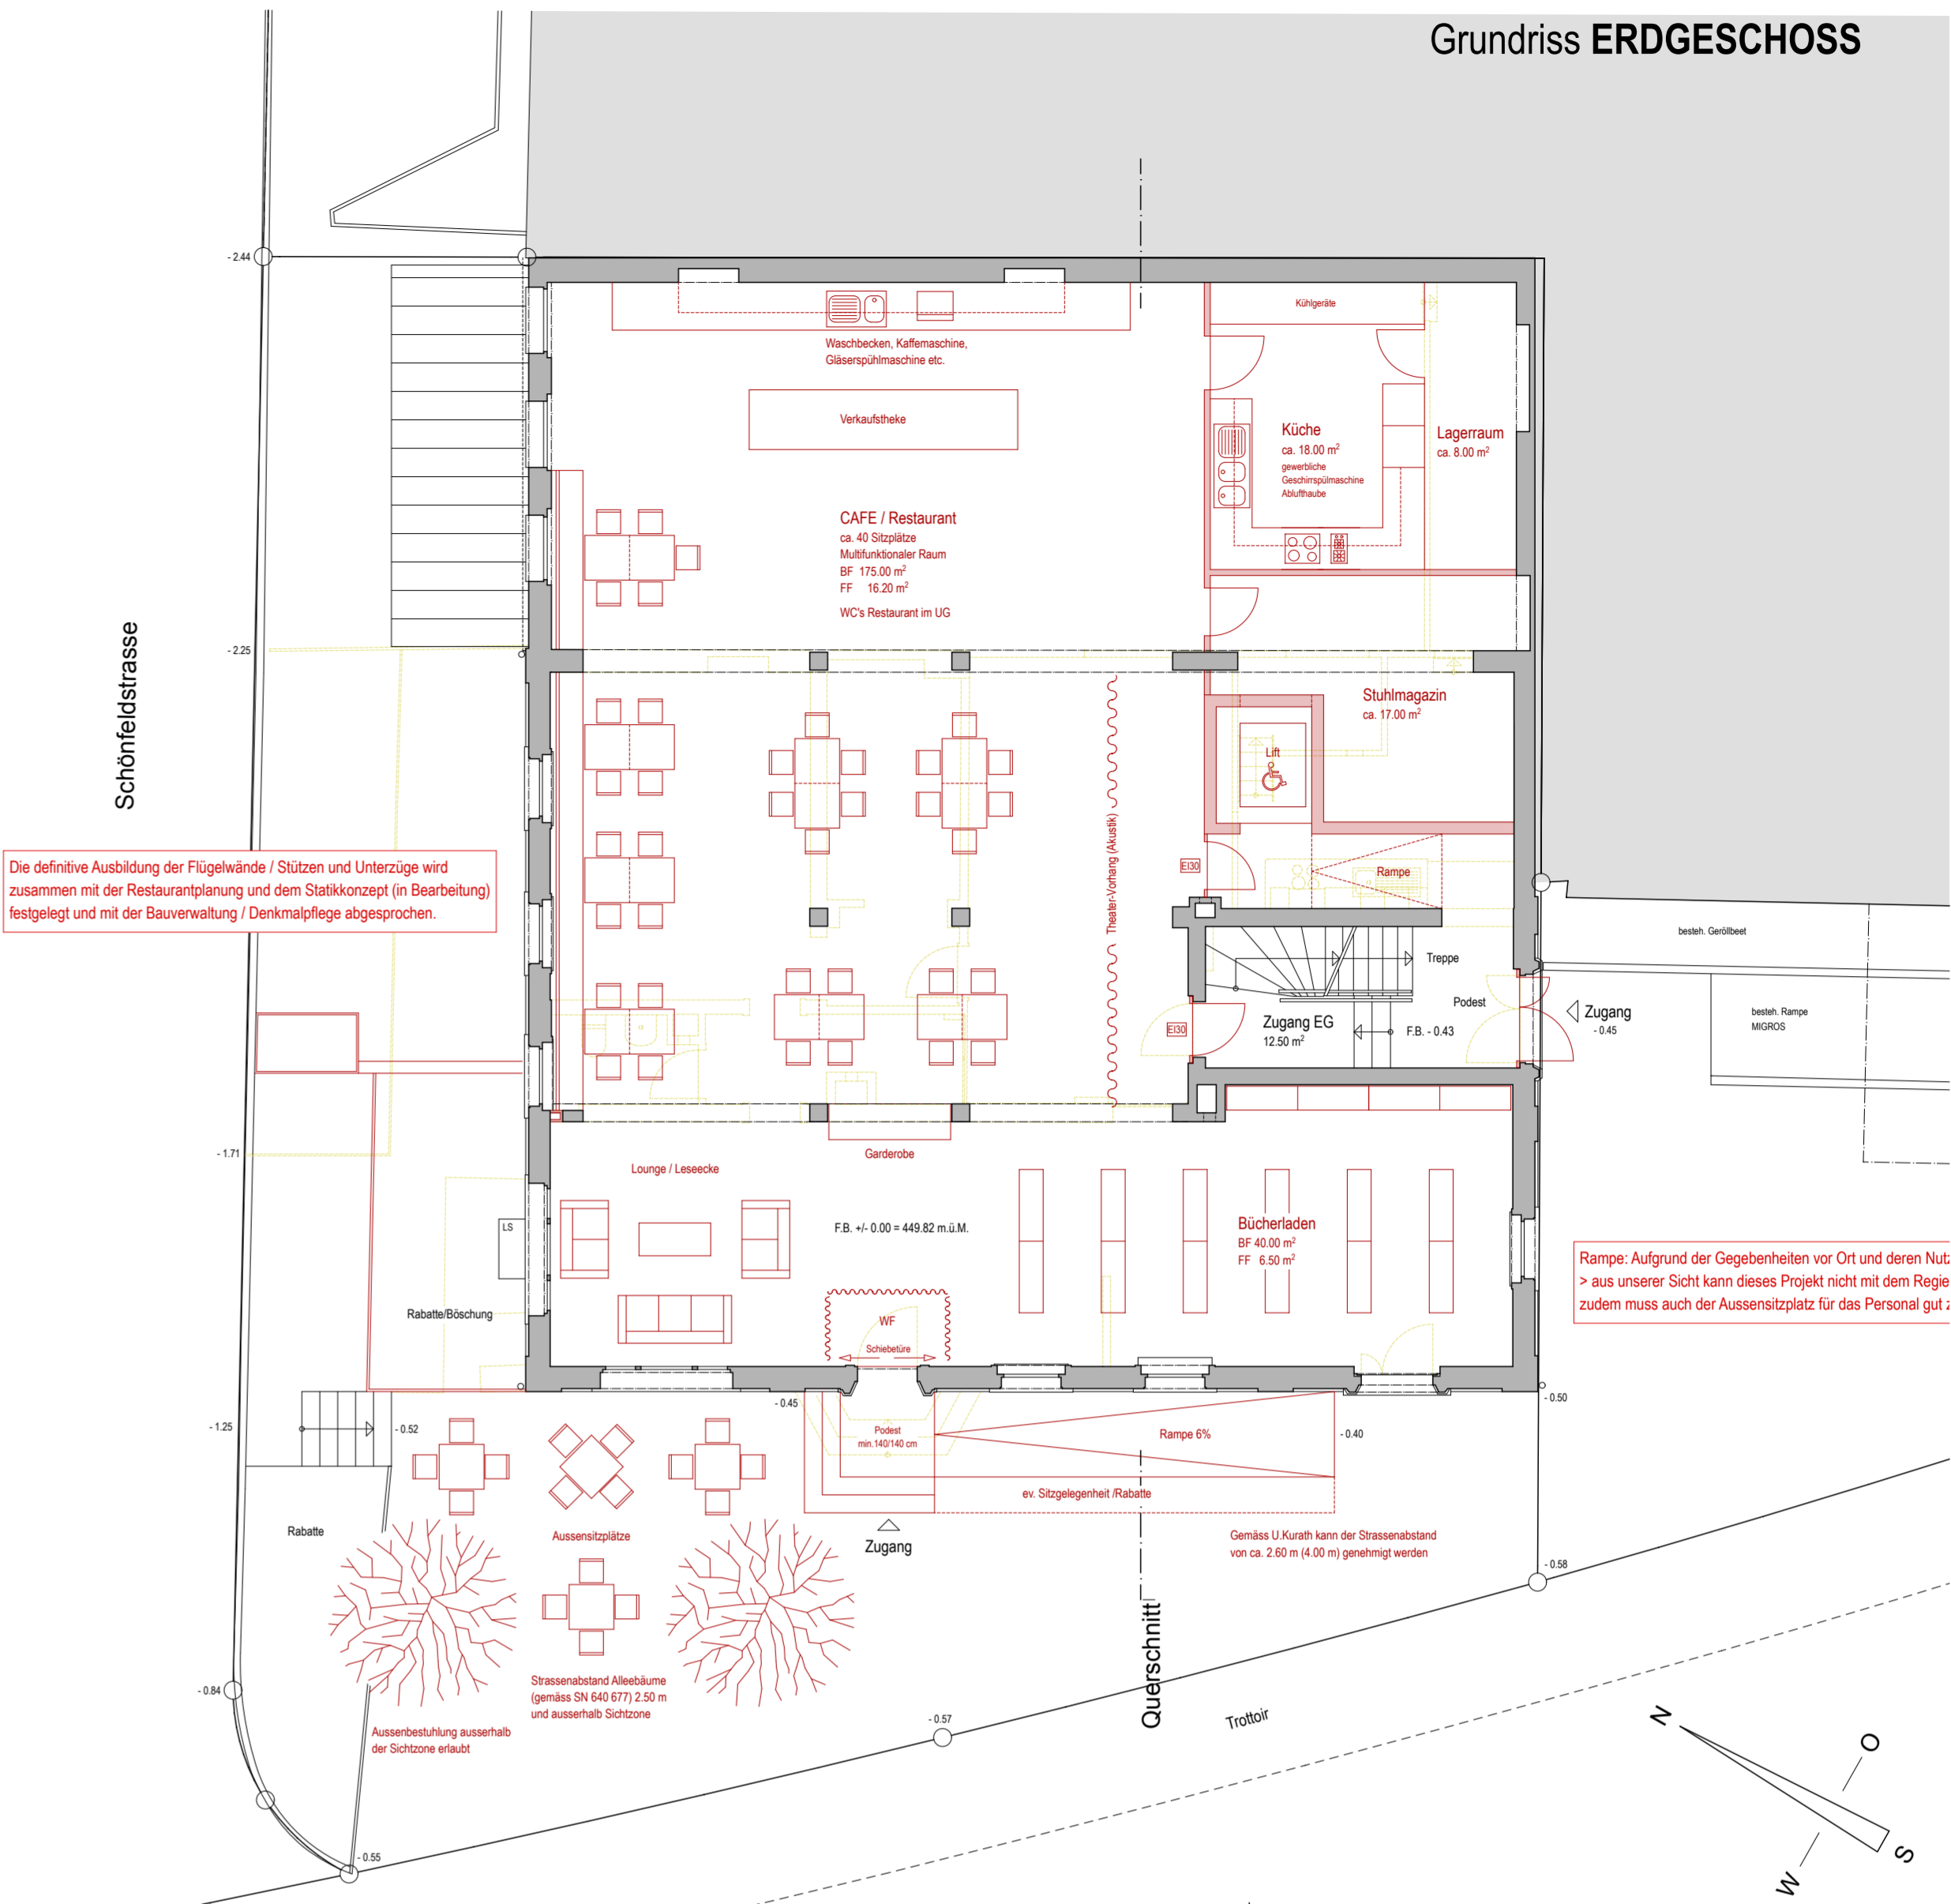 Grundriss ERDGESCHOSS
- 2.44
Kühlgeräte
Waschbecken, Kaffemaschine,
Gläserspühlmaschine etc.
Verkaufstheke
Küche
ca. 18.00 m²
gewerbliche
Geschirrspülmaschine
Ablufthaube
Lagerraum
ca. 8.00 m²
CAFE / Restaurant
ca. 40 Sitzplätze
Multifunktionaler Raum
BF 175.00 m²
FF 16.20 m²
WC's Restaurant im UG
Schönfeldstrasse
- 2.25
Stuhlmagazin
ca. 17.00 m²
Lift
Theater-Vorhang (Akustik)
Die definitive Ausbildung der Flügelwände / Stützen und Unterzüge wird
zusammen mit der Restaurantplanung und dem Statikkonzept (in Bearbeitung)
festgelegt und mit der Bauverwaltung / Denkmalpflege abgesprochen.
EI30
Rampe
besteh. Geröllbeet
Treppe
Podest
Zugang EG
12.50 m²
F.B. - 0.43
EI30
Zugang
- 0.45
besteh. Rampe
MIGROS
- 1.71
Lounge / Leseecke
Garderobe
LS
F.B. +/- 0.00 = 449.82 m.ü.M.
Bücherladen
BF 40.00 m²
FF 6.50 m²
Rampe: Aufgrund der Gegebenheiten vor Ort und deren Nutz
> aus unserer Sicht kann dieses Projekt nicht mit dem Regie
zudem muss auch der Aussensitzplatz für das Personal gut z
Rabatte/Böschung
WF
Schiebetüre
- 1.25
- 0.52
- 0.45
Podest
min.140/140 cm
Rampe 6%
- 0.40
- 0.50
ev. Sitzgelegenheit /Rabatte
Rabatte
Aussensitzplätze
Zugang
Gemäss U.Kurath kann der Strassenabstand
von ca. 2.60 m (4.00 m) genehmigt werden
- 0.58
Strassenabstand Alleebäume
(gemäss SN 640 677) 2.50 m
und ausserhalb Sichtzone
- 0.84
Aussenbestuhlung ausserhalb
der Sichtzone erlaubt
- 0.57
Querschnitt
Trottoir
- 0.55
N
O
S
W